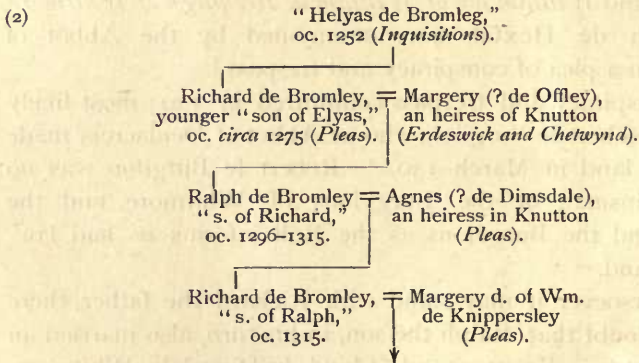 (2) “ Helyas de Bromleg,”
oc. 1252 (Inquisitions).
Richard de Bromley, = Margery (? de Offley),
younger “son of Elyas,” an heiress of Knutton
oc. circa 1275 (Pleas). (Erdeswick and Chetwynd).
Ralph de Bromley = Agnes (? de Dimsdale),
“s. of Richard,” an heiress in Knutton
oc. 1296-1315. (Pleas).
Richard de Bromley, = Margery d. of Wm.
“s. of Ralph,” de Knippersley
oc. 1315. (Pleas).